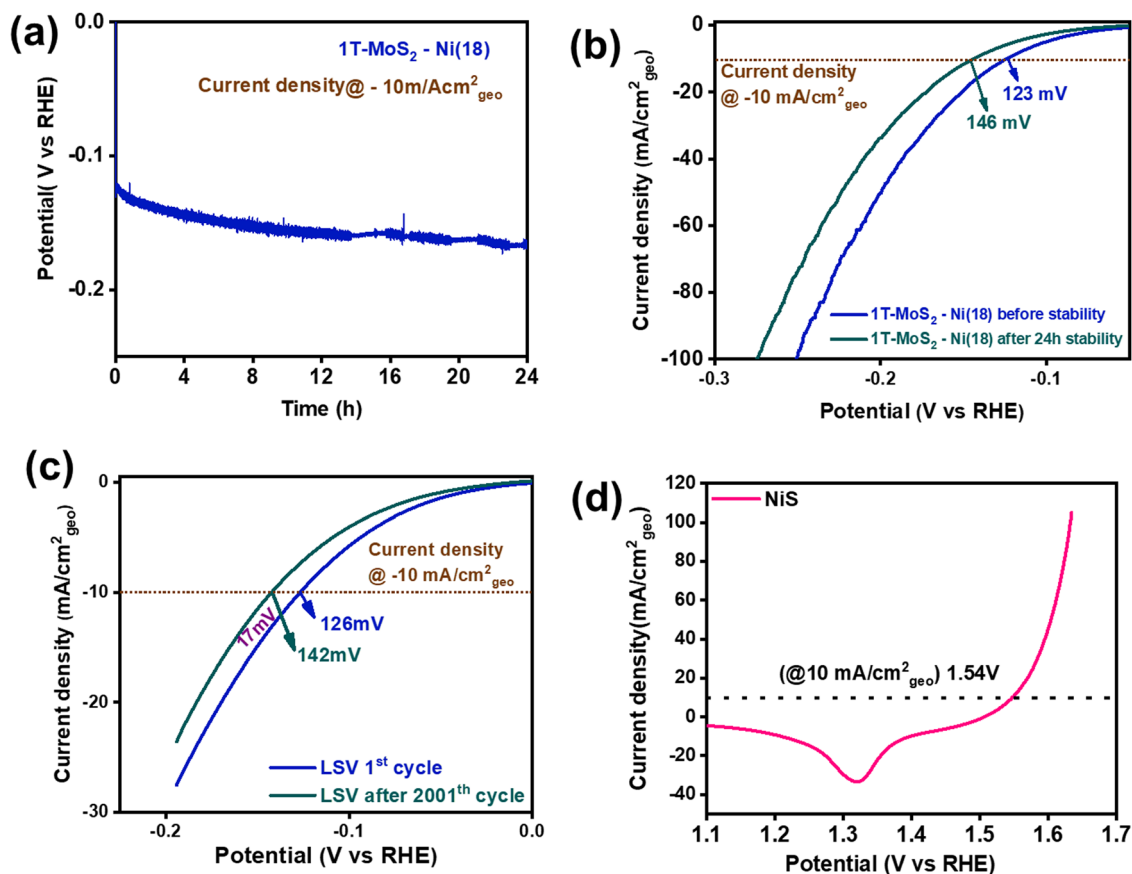 (a)
0.0
-0.1
-0.2
Potential( V vs RHE)
1T-MoS2 - Ni(18)
Current density@ - 10m/Acm2geo
0 4 8 12 16 20 24
Time (h)
(b)
0
-20
-40
-60
-80
-100
Current density (mA/cm2geo)
Current density
@ -10 mA/cm2geo
123 mV
146 mV
1T-MoS2 - Ni(18) before stability
1T-MoS2 - Ni(18) after 24h stability
-0.3 -0.2 -0.1
Potential (V vs RHE)
(c)
0
-10
-20
-30
Current density (mA/cm2geo)
Current density
@ -10 mA/cm2geo
17mV
126mV
142mV
LSV 1st cycle
LSV after 2001th cycle
-0.2 -0.1 0.0
Potential (V vs RHE)
(d)
120
100
80
60
40
20
0
-20
-40
Current density(mA/cm2geo)
NiS
(@10 mA/cm2geo) 1.54V
1.1 1.2 1.3 1.4 1.5 1.6 1.7
Potential (V vs RHE)